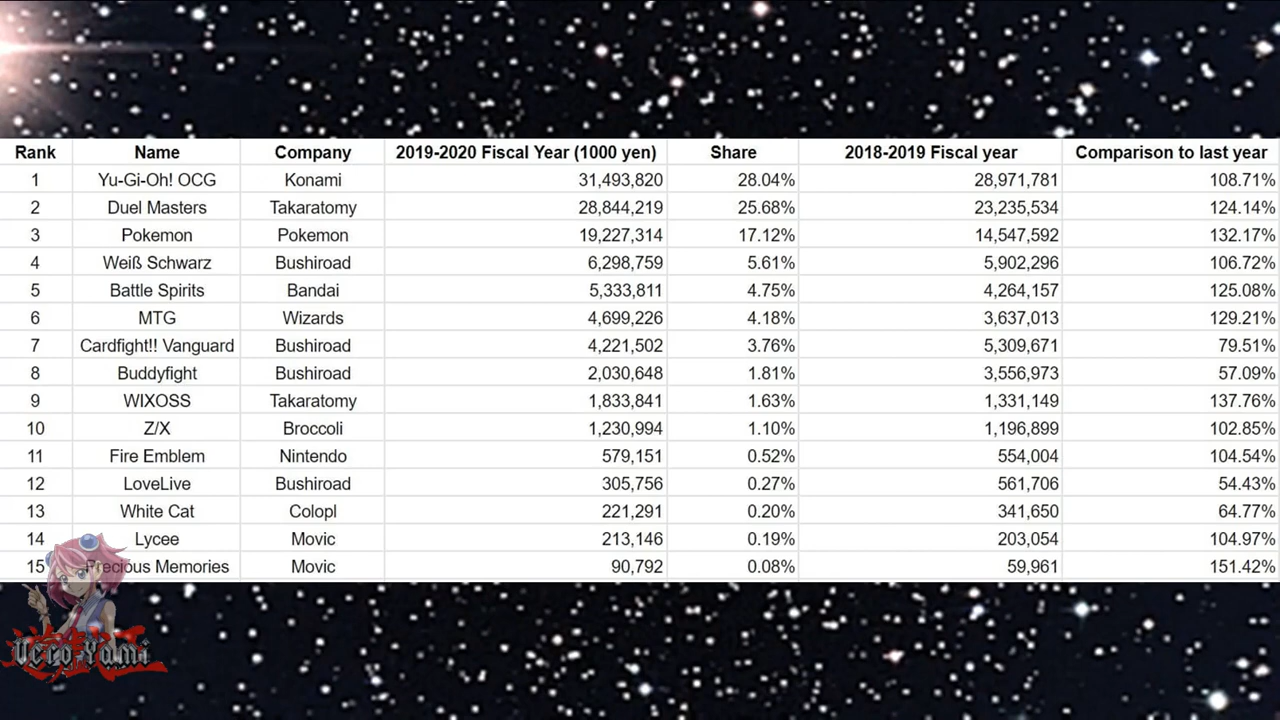 Rank Name Company 2019-2020 Fiscal Year (1000 yen) Share 2018-2019 Fiscal year Comparison to last year
1 Yu-Gi-Oh! OCG Konami 31,493,820 28.04% 28,971,781 108.71%
2 Duel Masters Takaratomy 28,844,219 25.68% 23,235,534 124.14%
3 Pokemon Pokemon 19,227,314 17.12% 14,547,592 132.17%
4 Weiß Schwarz Bushiroad 6,298,759 5.61% 5,902,296 106.72%
5 Battle Spirits Bandai 5,333,811 4.75% 4,264,157 125.08%
6 MTG Wizards 4,699,226 4.18% 3,637,013 129.21%
7 Cardfight!! Vanguard Bushiroad 4,221,502 3.76% 5,309,671 79.51%
8 Buddyfight Bushiroad 2,030,648 1.81% 3,556,973 57.09%
9 WIXOSS Takaratomy 1,833,841 1.63% 1,331,149 137.76%
10 Z/X Broccoli 1,230,994 1.10% 1,196,899 102.85%
11 Fire Emblem Nintendo 579,151 0.52% 554,004 104.54%
12 LoveLive Bushiroad 305,756 0.27% 561,706 54.43%
13 White Cat Colopl 221,291 0.20% 341,650 64.77%
14 Lycee Movic 213,146 0.19% 203,054 104.97%
15 Precious Memories Movic 90,792 0.08% 59,961 151.42%
Vero Yami